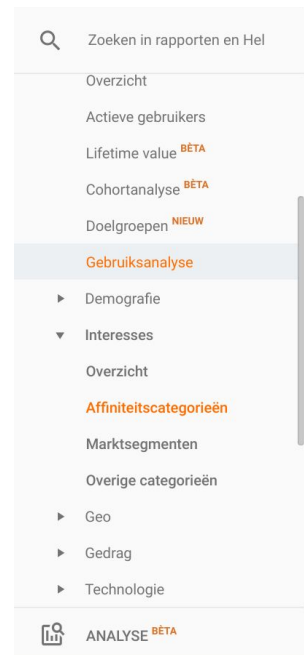 Zoeken in rapporten en Hel
Overzicht
Actieve gebruikers
Lifetime value BÈTA
Cohortanalyse BÈTA
Doelgroepen NIEUW
Gebruiksanalyse
Demografie
Interesses
Overzicht
Affiniteitscategorieën
Marktsegmenten
Overige categorieën
Geo
Gedrag
Technologie
ANALYSE BÈTA